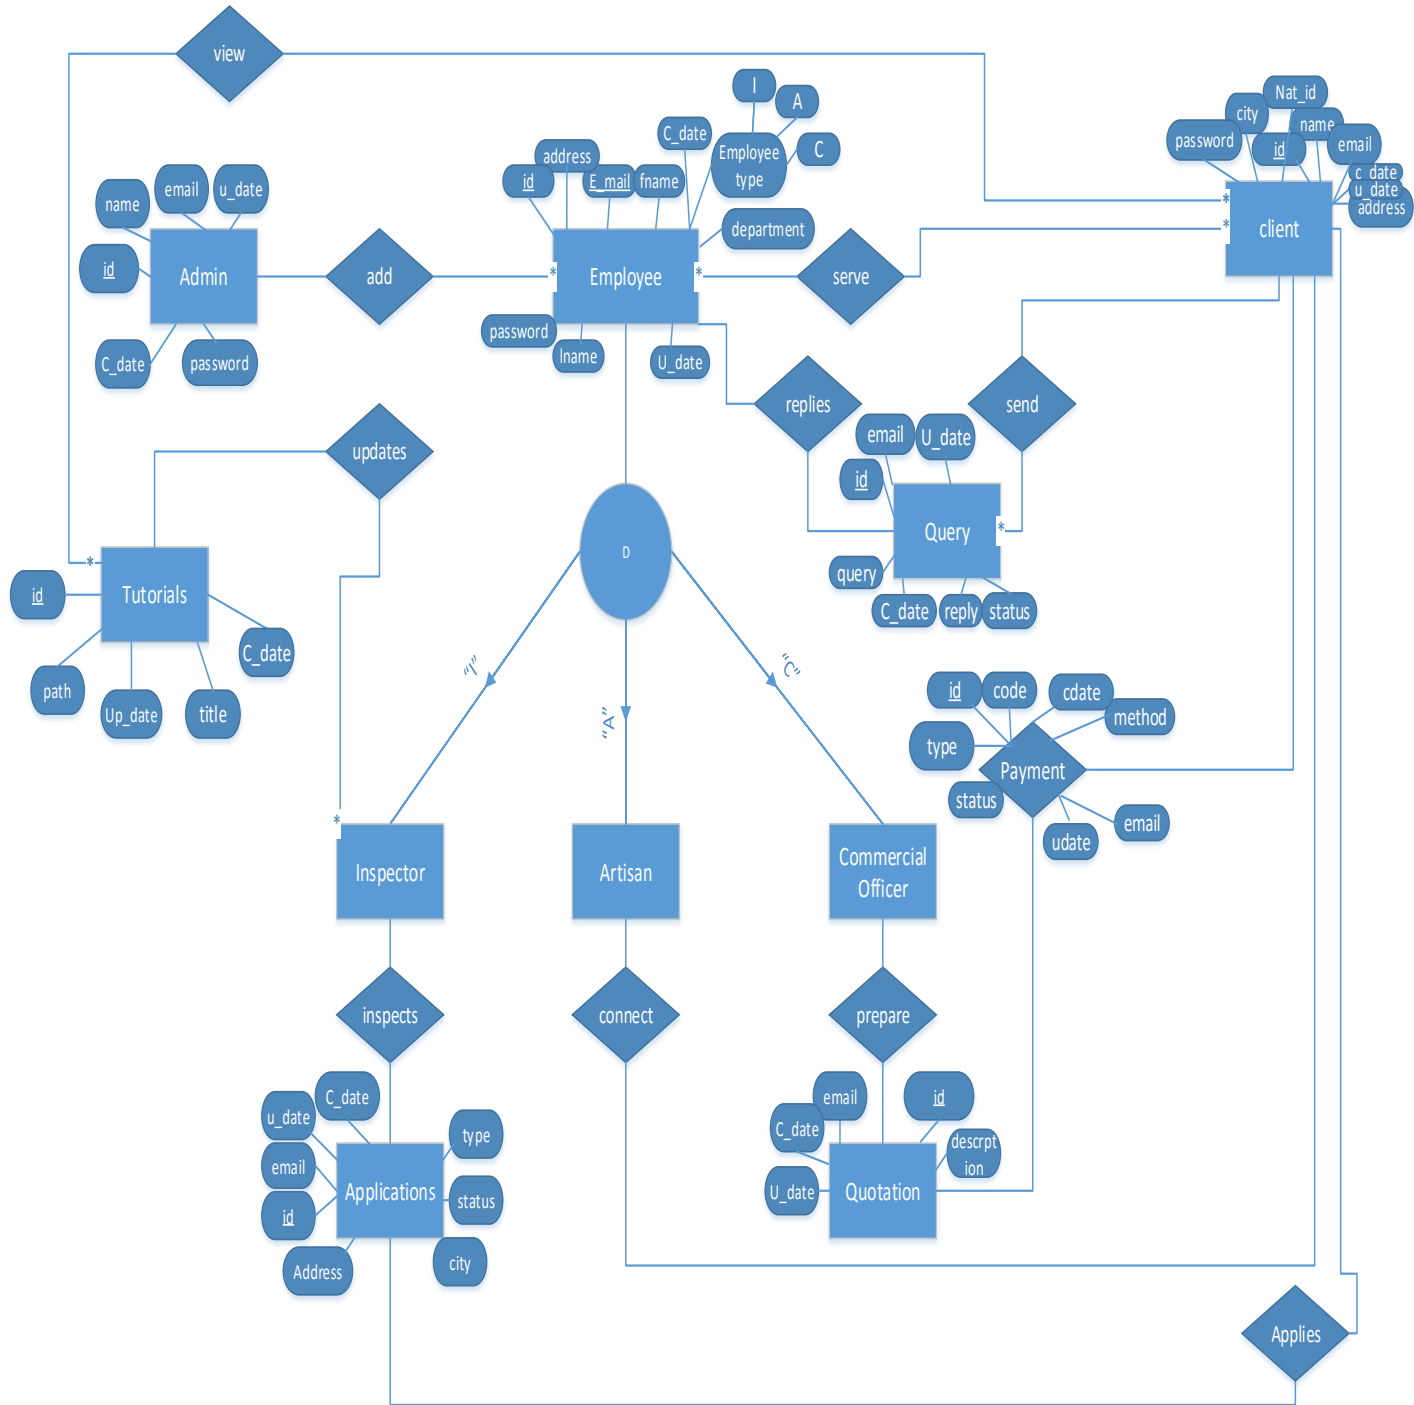 view
I
A
C
C_date
Employee
type
address
id
E_mail
fname
department
Nat_id
city
name
password
id
email
c_date
u_date
address
client
*
*
name
email
u_date
id
Admin
C_date
password
add
*
Employee
*
password
lname
U_date
serve
replies
send
email
U_date
id
Query
*
query
C_date
reply
status
updates
*
Tutorials
id
path
Up_date
title
C_date
D
"I"
"A"
"C"
id
code
cdate
method
type
Payment
status
udate
email
*
Inspector
Artisan
Commercial
Officer
inspects
connect
prepare
C_date
u_date
email
id
Address
type
status
city
Applications
email
C_date
U_date
id
descrpt
ion
Quotation
Applies